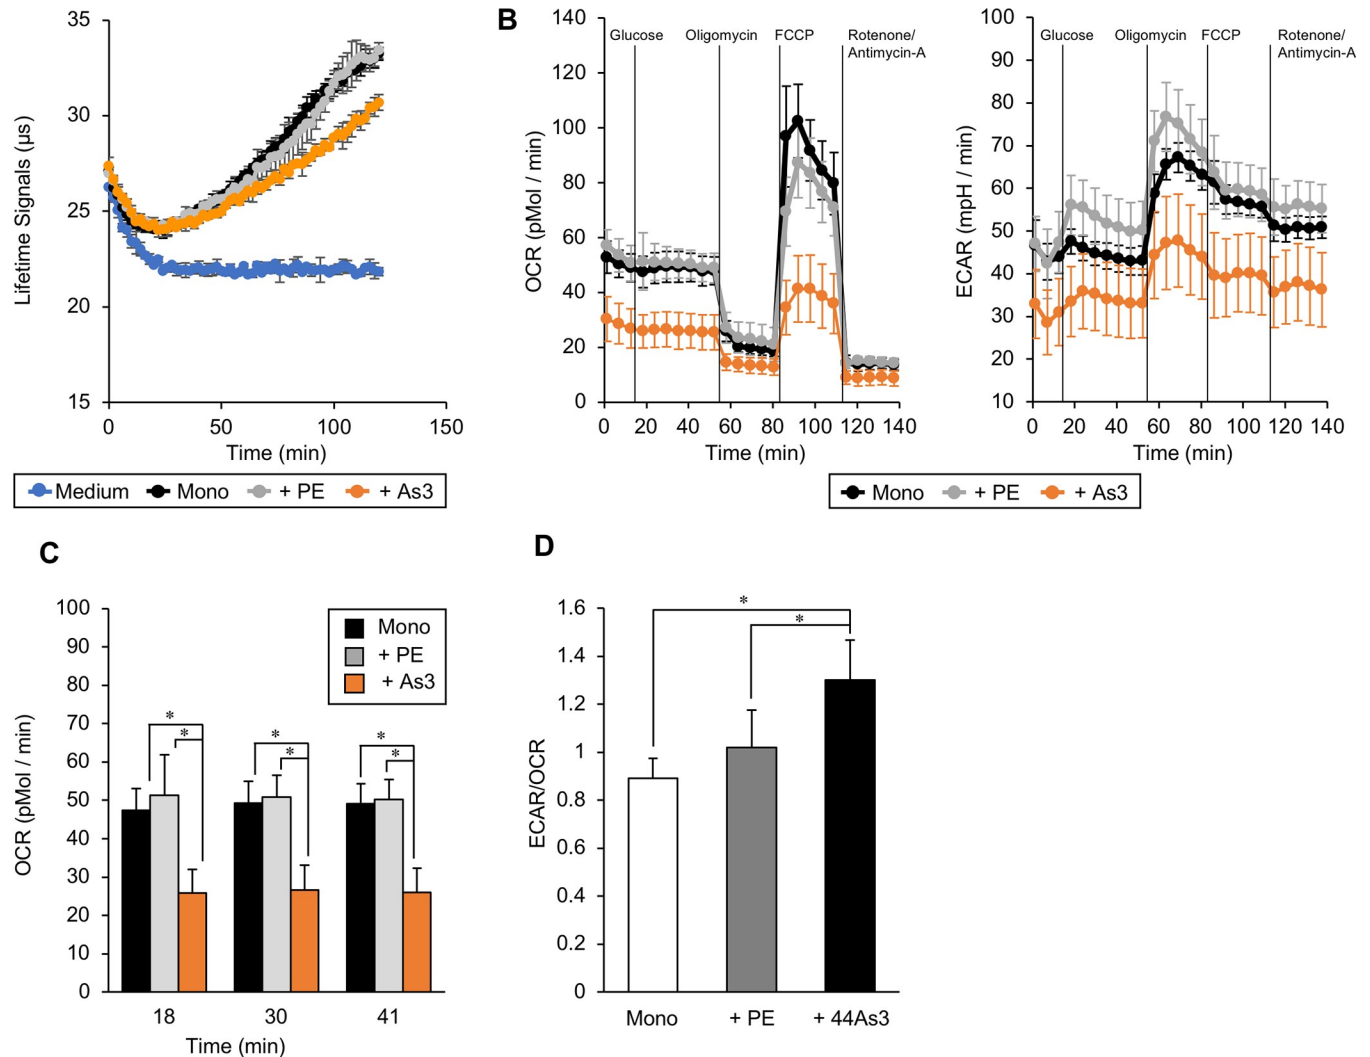 35
30
25
20
15
Lifetime Signals (µs)
0
50
100
150
Time (min)
Medium
Mono
+ PE
+ As3
B
140
120
100
80
60
40
20
0
OCR (pMol / min)
Glucose
Oligomycin
FCCP
Rotenone/
Antimycin-A
0
20
40
60
80
100
120
140
Time (min)
100
90
80
70
60
50
40
30
20
10
ECAR (mpH / min)
Glucose
Oligomycin
FCCP
Rotenone/
Antimycin-A
0
20
40
60
80
100
120
140
Time (min)
Mono
+ PE
+ As3
C
100
90
80
70
60
50
40
30
20
10
0
OCR (pMol / min)
Mono
+ PE
+ As3
*
*
*
*
*
*
18
30
41
Time (min)
D
1.6
1.4
1.2
1
0.8
0.6
0.4
0.2
0
ECAR/OCR
*
*
Mono
+ PE
+ 44As3